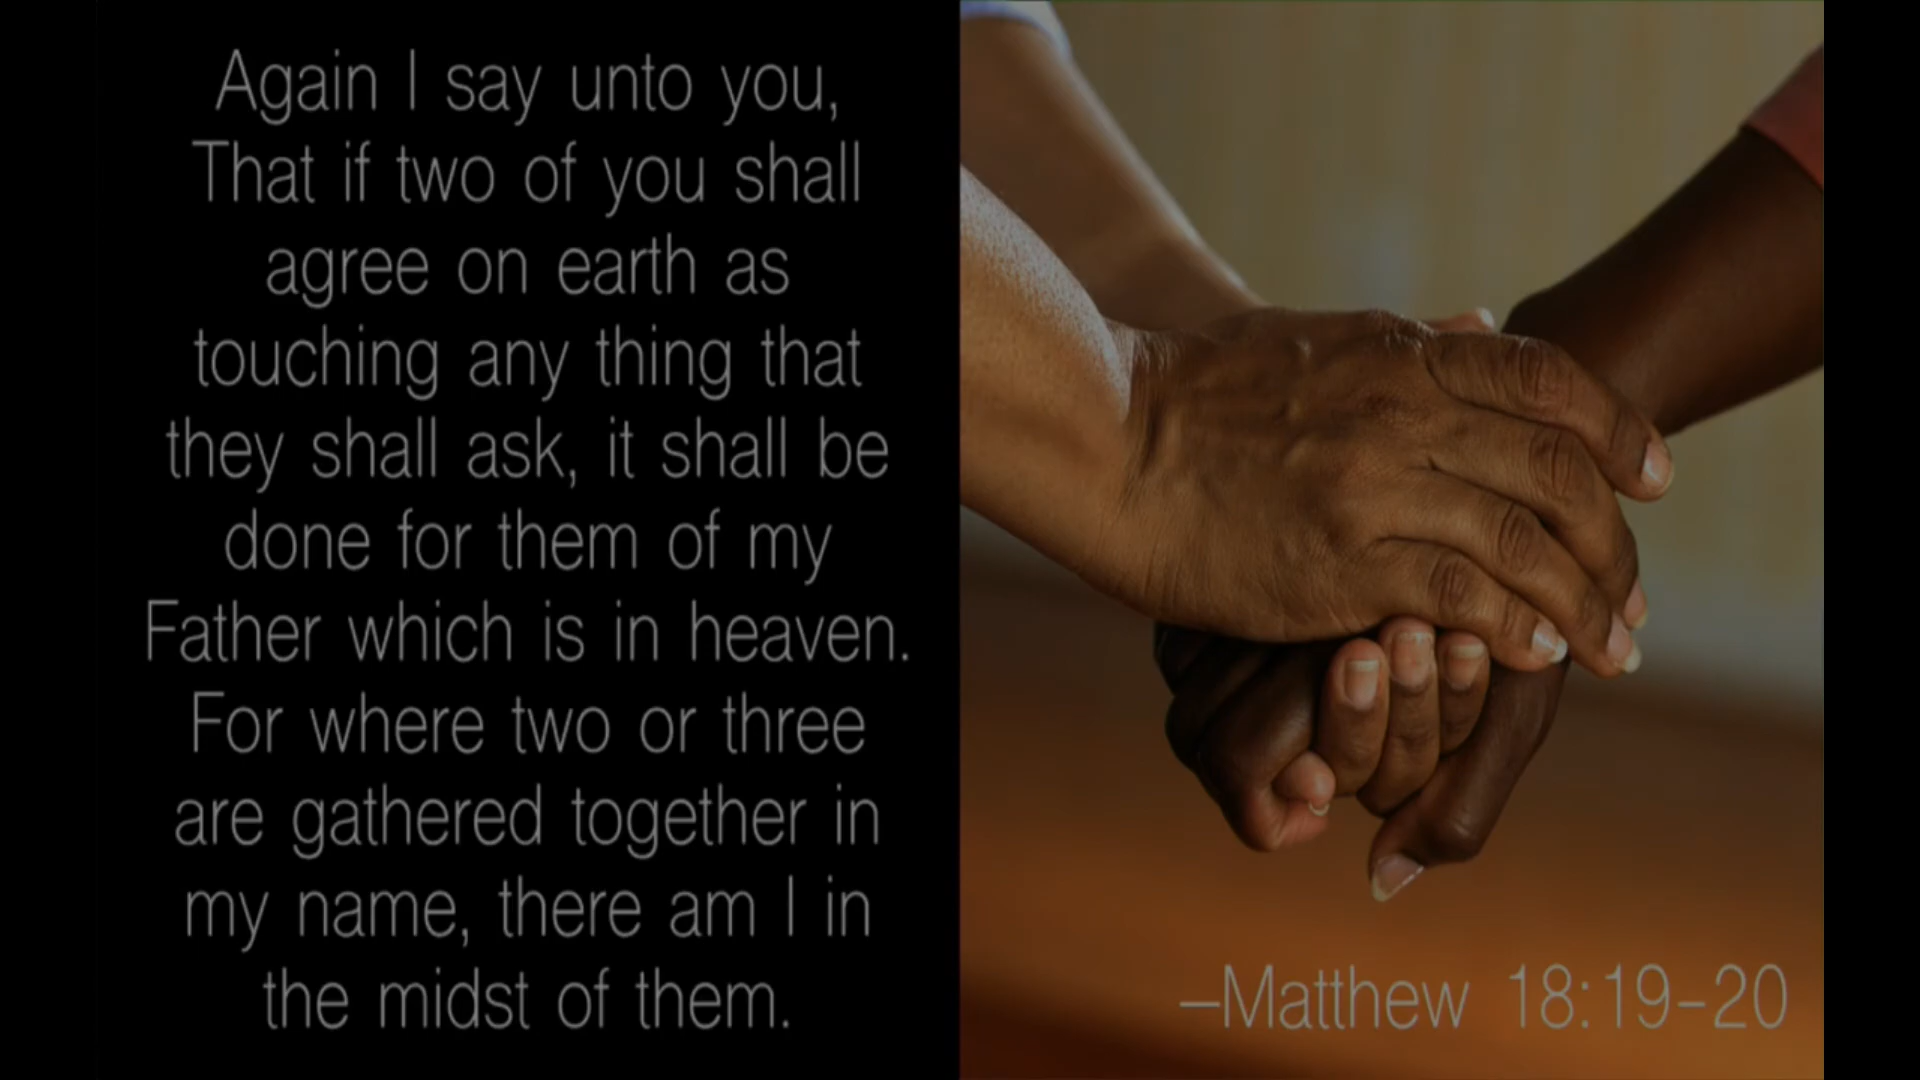 Again I say unto you,
That if two of you shall
agree on earth as
touching any thing that
they shall ask, it shall be
done for them of my
Father which is in heaven.
For where two or three
are gathered together in
my name, there am I in
the midst of them.
–Matthew 18:19-20